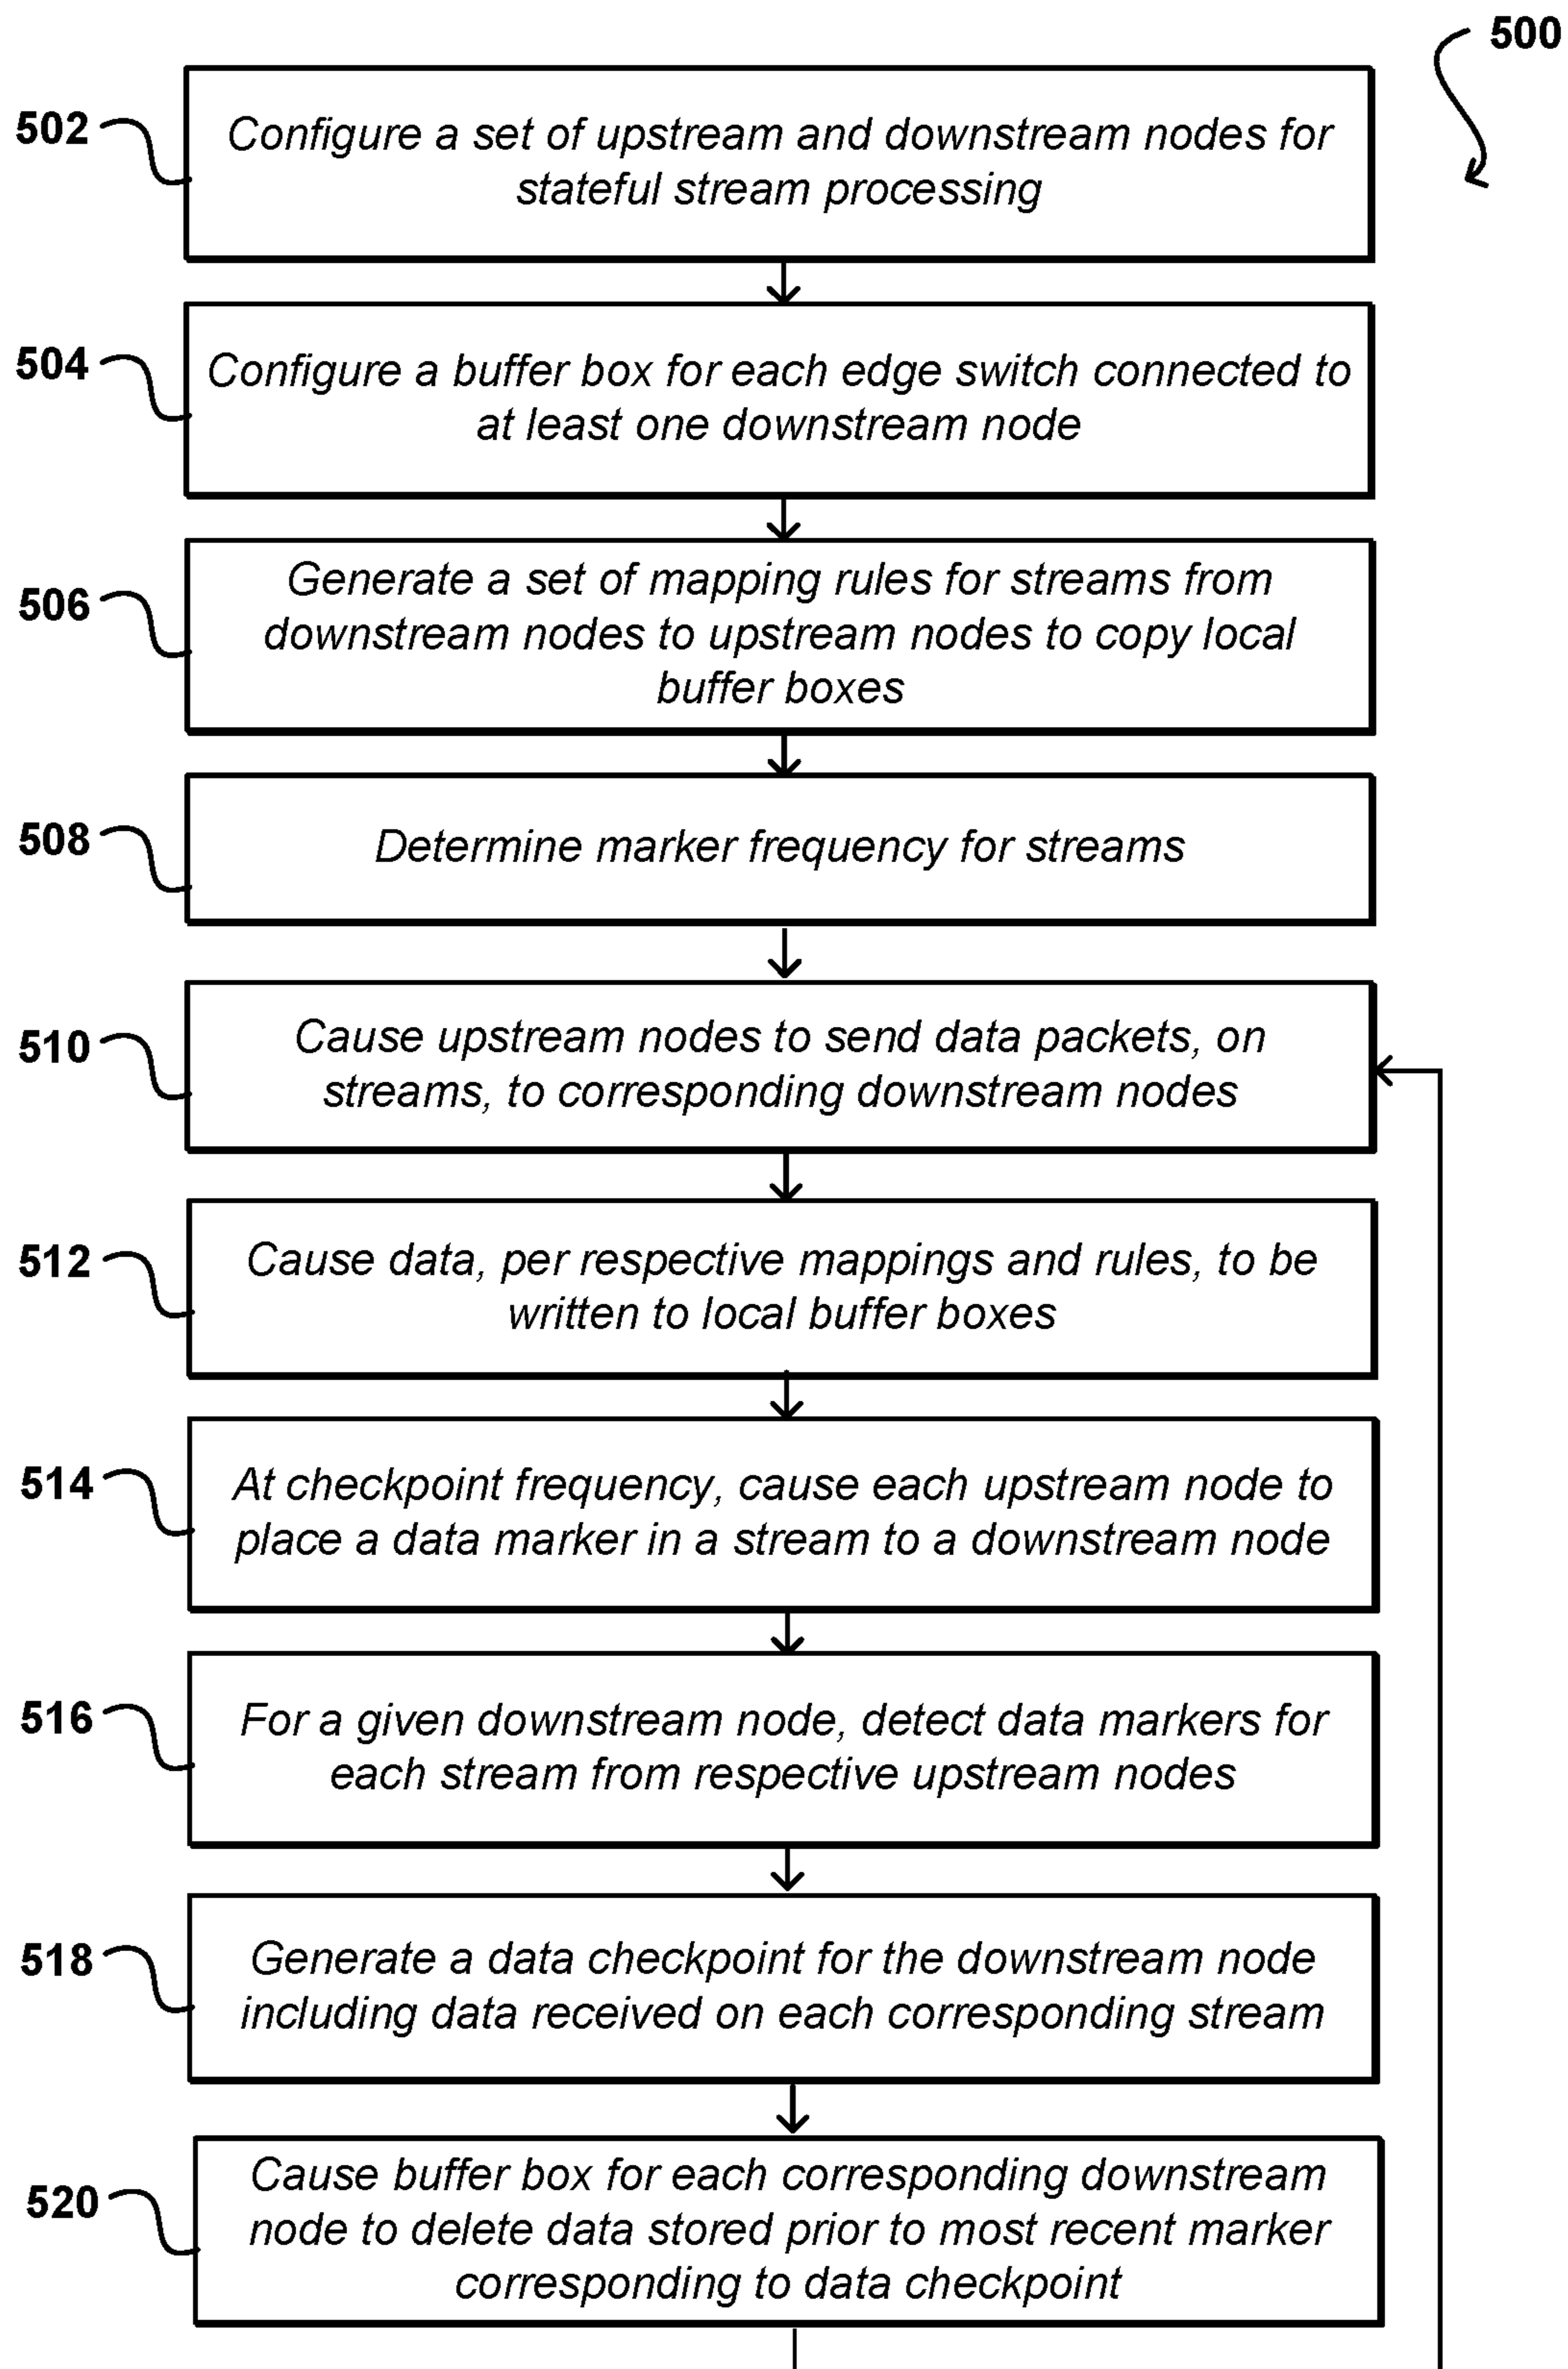 500
502
Configure a set of upstream and downstream nodes for
stateful stream processing
504
Configure a buffer box for each edge switch connected to
at least one downstream node
506
Generate a set of mapping rules for streams from
downstream nodes to upstream nodes to copy local
buffer boxes
508
Determine marker frequency for streams
510
Cause upstream nodes to send data packets, on
streams, to corresponding downstream nodes
512
Cause data, per respective mappings and rules, to be
written to local buffer boxes
514
At checkpoint frequency, cause each upstream node to
place a data marker in a stream to a downstream node
516
For a given downstream node, detect data markers for
each stream from respective upstream nodes
518
Generate a data checkpoint for the downstream node
including data received on each corresponding stream
520
Cause buffer box for each corresponding downstream
node to delete data stored prior to most recent marker
corresponding to data checkpoint